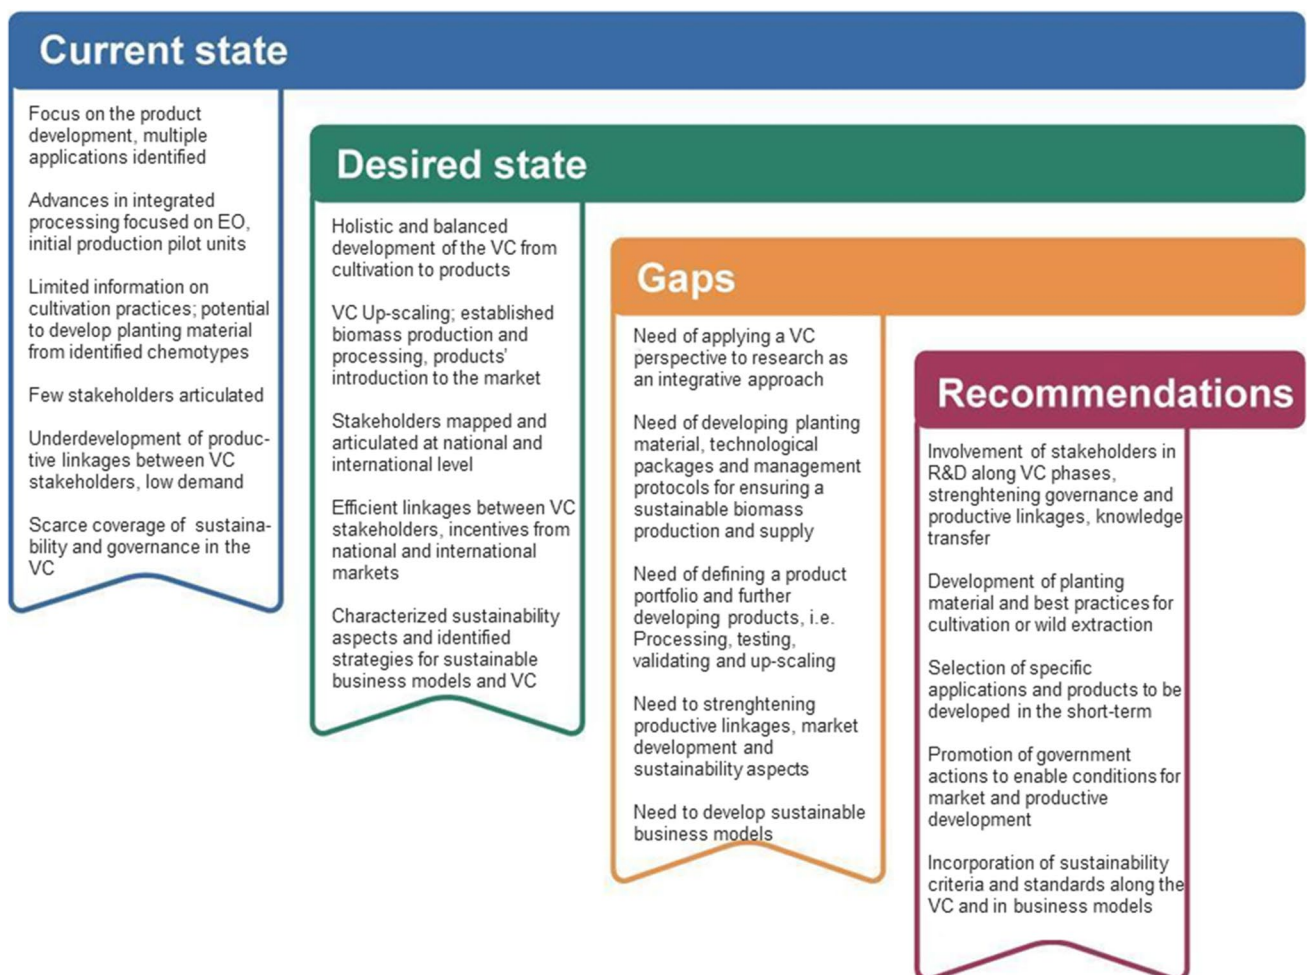 Current state
Focus on the product
development, multiple
applications identified
Advances in integrated
processing focused on EO,
initial production pilot units
Limited information on
cultivation practices; potential
to develop planting material
from identified chemotypes
Few stakeholders articulated
Underdevelopment of produc-
tive linkages between VC
stakeholders, low demand
Scarce coverage of sustaina-
bility and governance in the
VC
Desired state
Holistic and balanced
development of the VC from
cultivation to products
VC Up-scaling; established
biomass production and
processing, products'
introduction to the market
Stakeholders mapped and
articulated at national and
international level
Efficient linkages between VC
stakeholders, incentives from
national and international
markets
Characterized sustainability
aspects and identified
strategies for sustainable
business models and VC
Gaps
Need of applying a VC
perspective to research as
an integrative approach
Need of developing planting
material, technological
packages and management
protocols for ensuring a
sustainable biomass
production and supply
Need of defining a product
portfolio and further
developing products, i.e.
Processing, testing,
validating and up-scaling
Need to strenghtening
productive linkages, market
development and
sustainability aspects
Need to develop sustainable
business models
Recommendations
Involvement of stakeholders in
R&D along VC phases,
strenghtening governance and
productive linkages, knowledge
transfer
Development of planting
material and best practices for
cultivation or wild extraction
Selection of specific
applications and products to be
developed in the short-term
Promotion of government
actions to enable conditions for
market and productive
development
Incorporation of sustainability
criteria and standards along the
VC and in business models